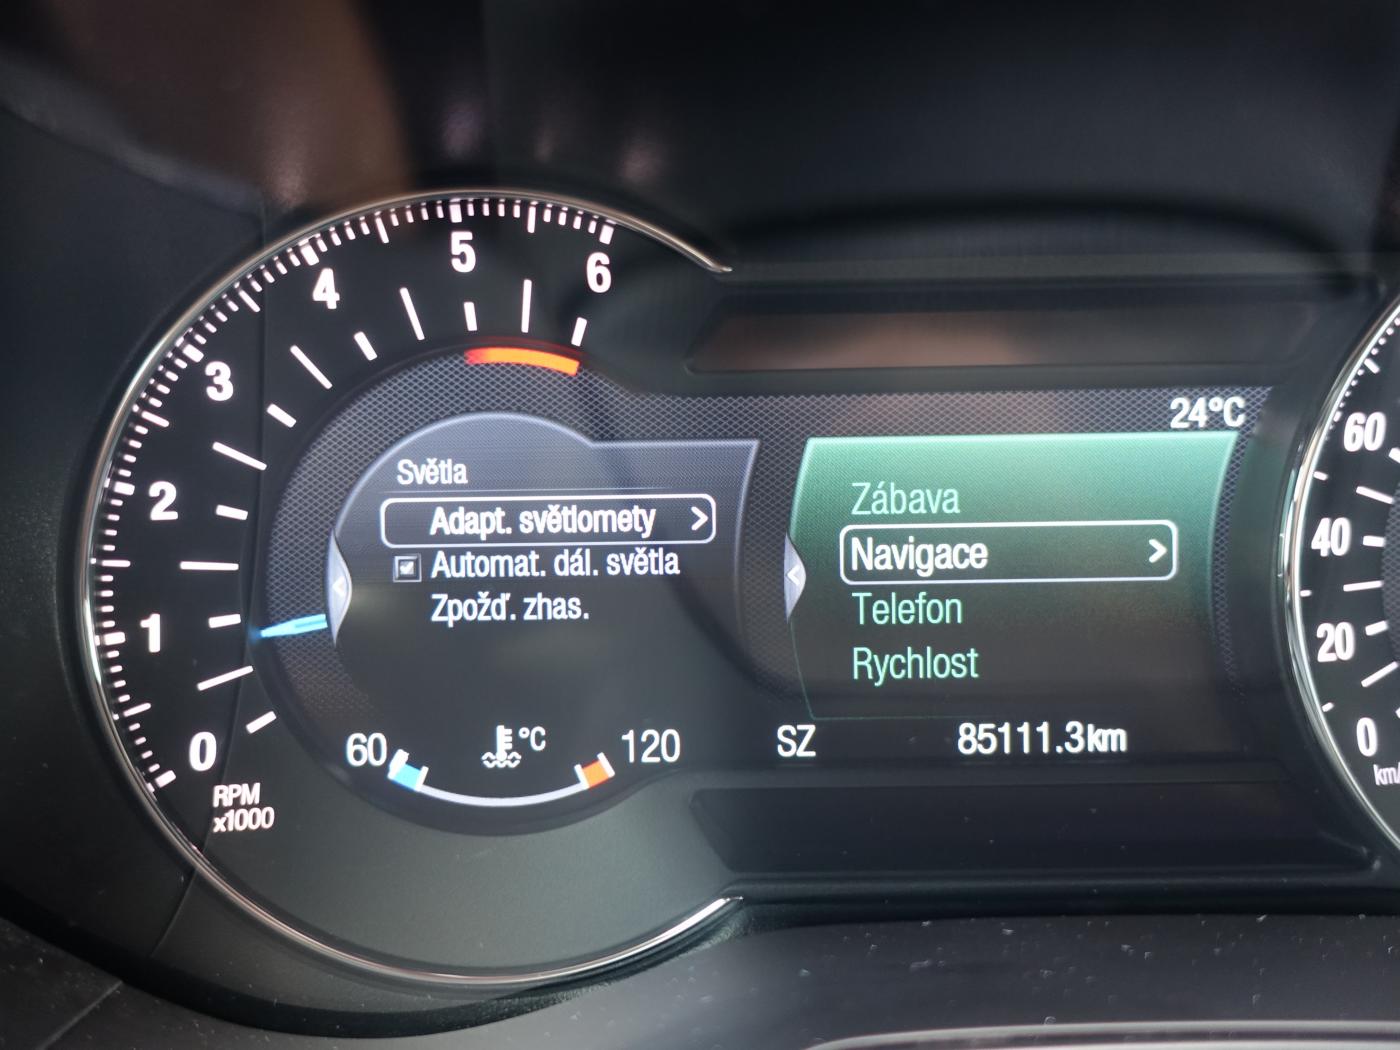 0
1
2
3
4
5
6
RPM
x1000
Světla
Adapt. světlomety
Automat. dál. světla
Zpožď. zhas.
60
°C
120
24°C
Zábava
Navigace
Telefon
Rychlost
SZ
85111.3km
60
40
20
0